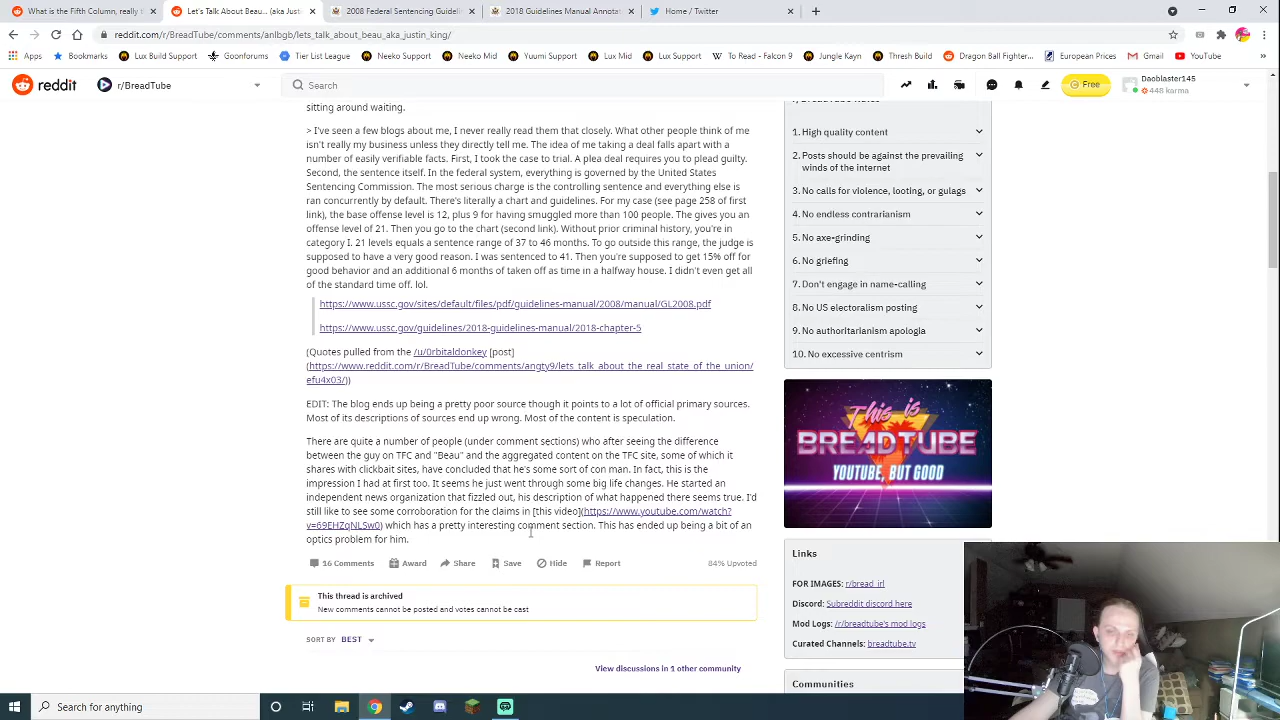 What is the Fifth Column, really th
Let's Talk About Beau... (aka Just
2008 Federal Sentencing Guideli
2018 Guidelines Manual Annotat
Home / Twitter
reddit.com/r/BreadTube/comments/anlbgb/lets_talk_about_beau_aka_justin_king/
Apps
Bookmarks
Korea Builds
Goonfarm
Tier List League
Neeko Mid
Neeko Supp
Yuumi Support
Lux Mid
Lux Support
To Read - Falcon 9
Jungle Kayn
Thresh Build
Dragon Ball Fighter...
European Prices
Gmail
YouTube
reddit
r/BreadTube
Search
Free
Daoblaster145
448 karma
sitting around waiting.
> I've seen a few blogs about me, I never really read them that closely. What other people think of me
isn't really my business unless they directly tell me. The idea of me taking a deal falls apart with a
number of easily verifiable facts. First, I took the case to trial. A plea deal requires you to plead guilty.
Second, the sentence itself. In the federal system, everything is governed by the United States
Sentencing Commission. The most serious charge is the controlling sentence and everything else is
ran concurrently by default. There's literally a chart and guidelines. For my case (see page 258 of first
link), the base offense level is 12, plus 9 for having smuggled more than 100 people. The gives you an
offense level of 21. Then you go to the chart (second link). Without prior criminal history, you're in
category I. 21 levels equals a sentence range of 37 to 46 months. To go outside this range, the judge is
supposed to have a very good reason. I was sentenced to 41. Then you're supposed to get 15% off for
good behavior and an additional 6 months of taken off as time in a halfway house. I didn't even get all
of the standard time off. lol.
https://www.ussc.gov/sites/default/files/pdf/guidelines-manual/2008/manual/GL2008.pdf
https://www.ussc.gov/guidelines/2018-guidelines-manual/2018-chapter-5
(Quotes pulled from the /u/0rbitaldonkey [post]
(https://www.reddit.com/r/BreadTube/comments/angty9/lets_talk_about_the_real_state_of_the_union/
efu4x03/))
EDIT: The blog ends up being a pretty poor source though it points to a lot of official primary sources.
Most of its descriptions of sources end up wrong. Most of the content is speculation.
There are quite a number of people (under comment sections) who after seeing the difference
between the guy on TFC and "Beau" and the aggregated content on the TFC site, some of which it
shares with clickbait sites, have concluded that he's some sort of con man. In fact, this is the
impression I had at first too. It seems he just went through some big life changes. He started an
independent news organization that fizzled out, his description of what happened there seems true. I'd
still like to see some corroboration for the claims in [this video](https://www.youtube.com/watch?
v=69EHZqNLSw0) which has a pretty interesting comment section. This has ended up being a bit of an
optics problem for him.
16 Comments
Award
Share
Save
Hide
Report
84% Upvoted
This thread is archived
New comments cannot be posted and votes cannot be cast
SORT BY BEST
View discussions in 1 other community
1. High quality content
2. Posts should be against the prevailing
winds of the internet
3. No calls for violence, looting, or gulags
4. No endless contrarianism
5. No axe-grinding
6. No griefing
7. Don't engage in name-calling
8. No US electoralism posting
9. No authoritarianism apologia
10. No excessive centrism
This is
BREADTUBE
YOUTUBE, BUT GOOD
Links
FOR IMAGES: r/bread_irl
Discord: Subreddit discord here
Mod Logs: /r/breadtube's mod logs
Curated Channels: breadtube.tv
Communities
Search for anything